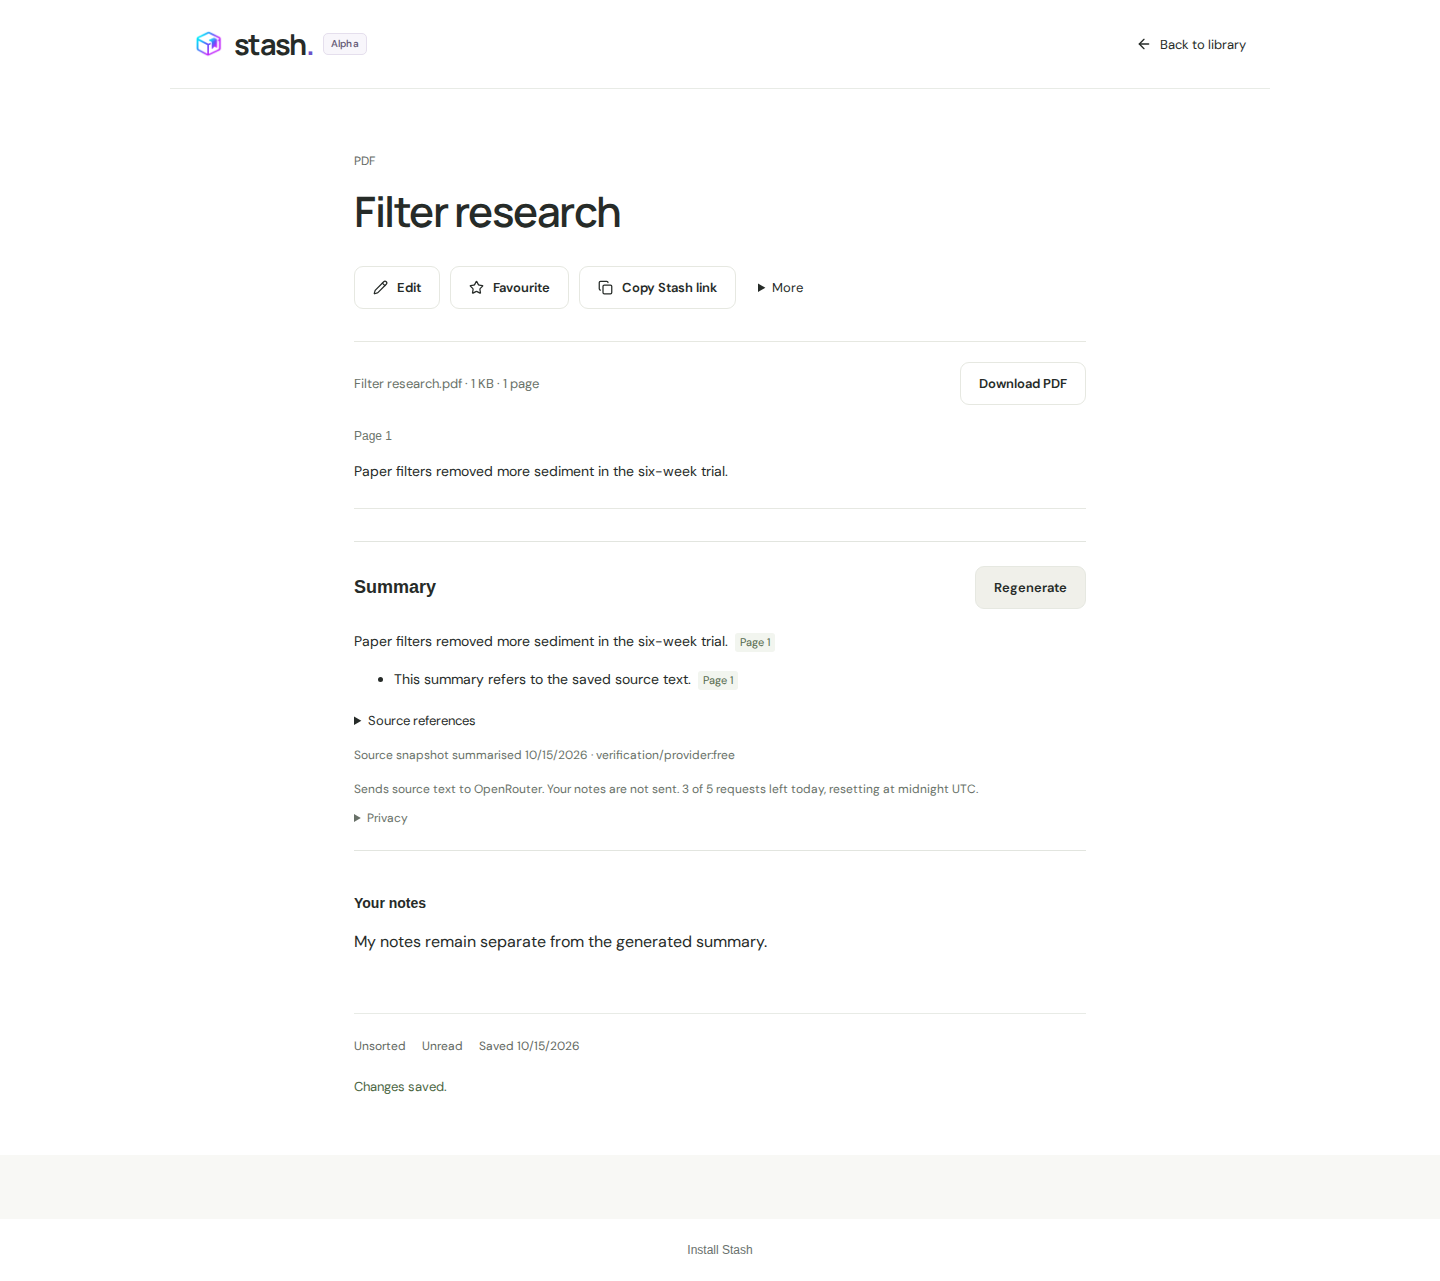 stash. Alpha
Back to library
PDF
Filter research
Edit
Favourite
Copy Stash link
More
Filter research.pdf · 1 KB · 1 page
Download PDF
Page 1
Paper filters removed more sediment in the six-week trial.
Summary
Regenerate
Paper filters removed more sediment in the six-week trial. Page 1
This summary refers to the saved source text. Page 1
Source references
Source snapshot summarised 10/15/2026 · verification/provider:free
Sends source text to OpenRouter. Your notes are not sent. 3 of 5 requests left today, resetting at midnight UTC.
Privacy
Your notes
My notes remain separate from the generated summary.
Unsorted Unread Saved 10/15/2026
Changes saved.
Install Stash